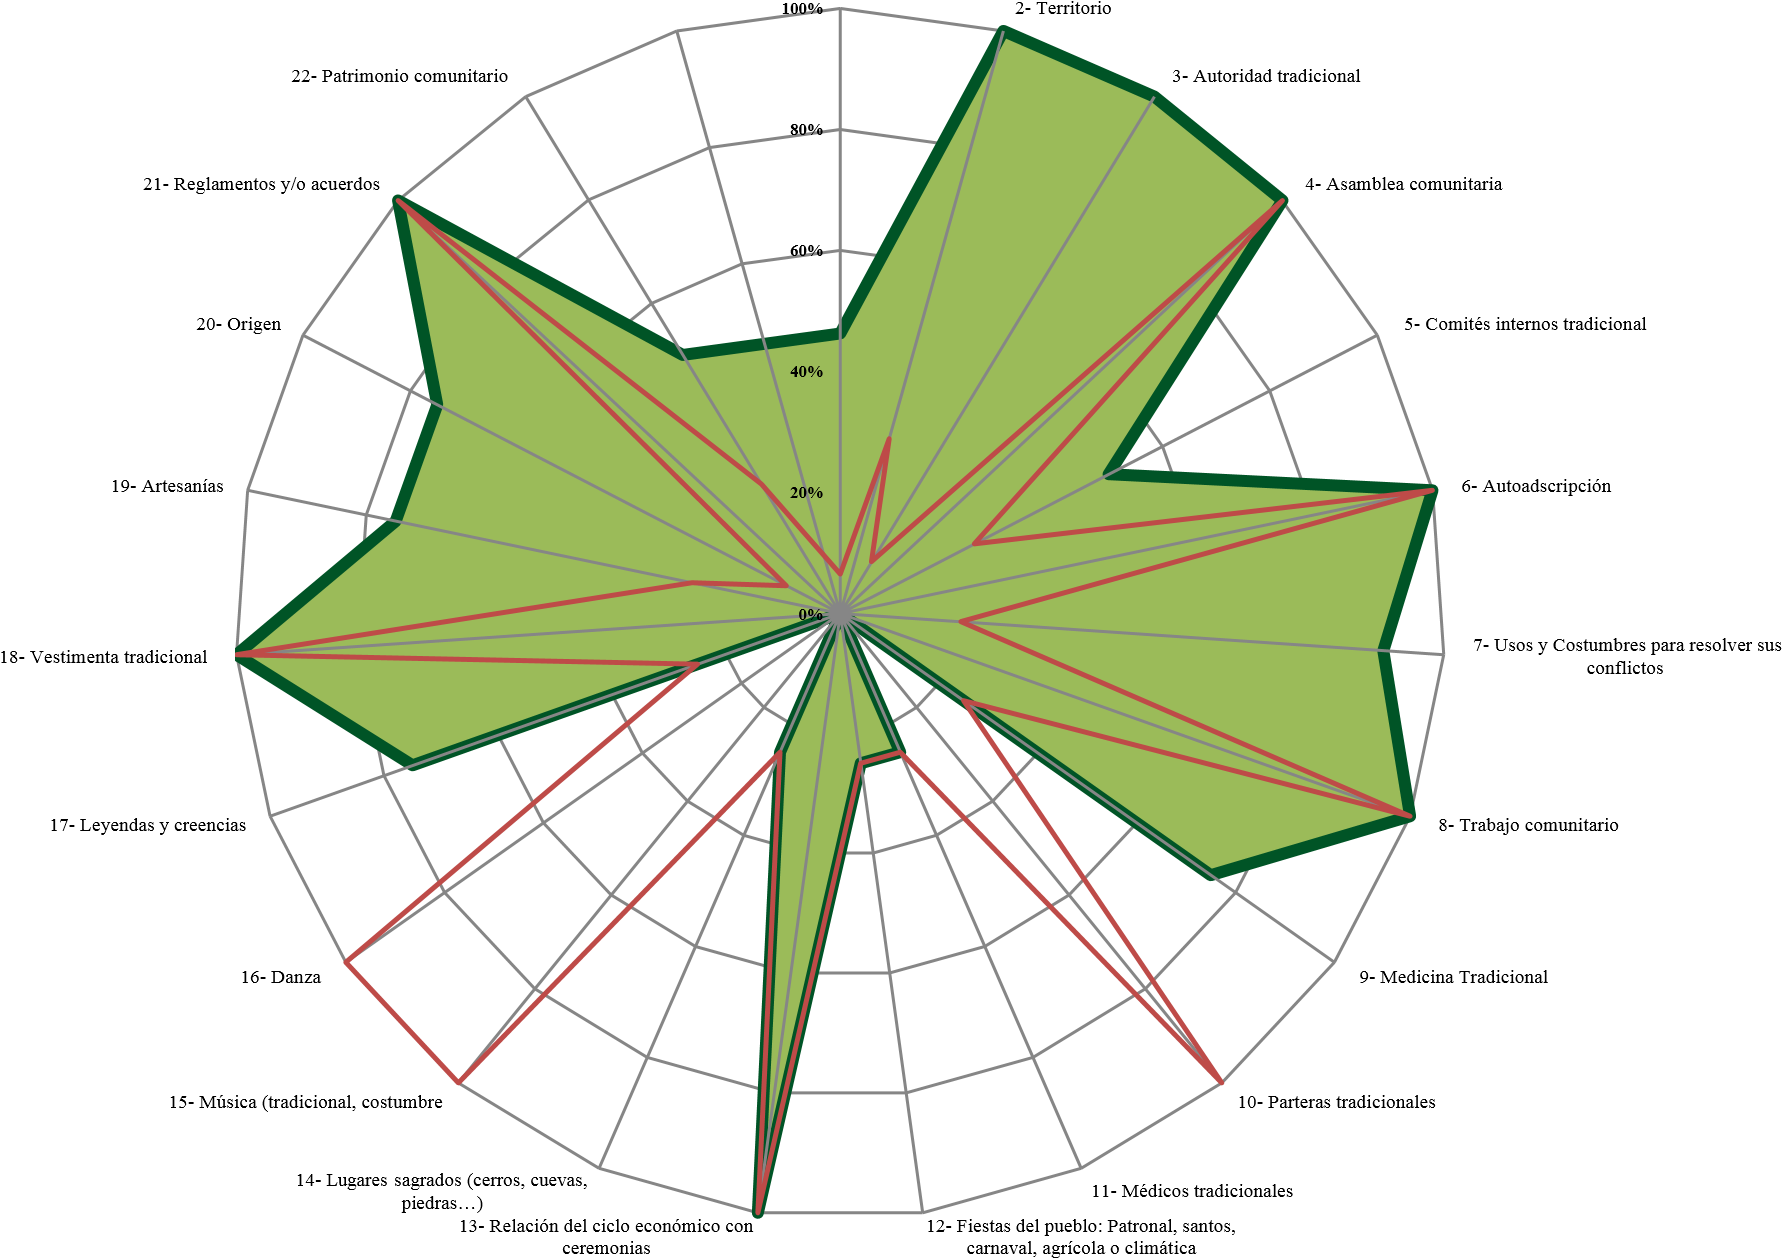 100%
2- Territorio
22- Patrimonio comunitario
3- Autoridad tradicional
80%
21- Reglamentos y/o acuerdos
4- Asamblea comunitaria
60%
20- Origen
5- Comités internos tradicional
40%
19- Artesanías
20%
6- Autoadscripción
0%
18- Vestimenta tradicional
7- Usos y Costumbres para resolver sus
conflictos
17- Leyendas y creencias
8- Trabajo comunitario
16- Danza
9- Medicina Tradicional
15- Música (tradicional, costumbre
10- Parteras tradicionales
14- Lugares sagrados (cerros, cuevas,
piedras…)
11- Médicos tradicionales
13- Relación del ciclo económico con
ceremonias
12- Fiestas del pueblo: Patronal, santos,
carnaval, agrícola o climática